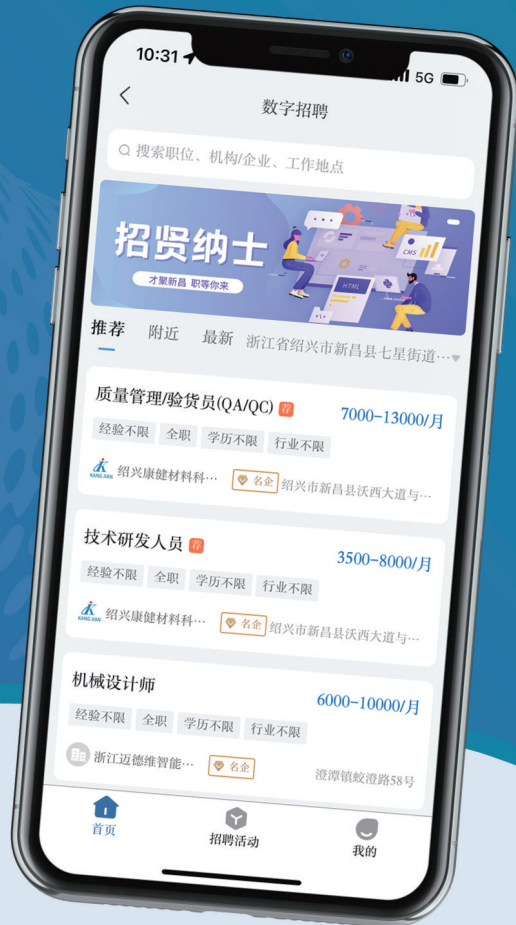 10:31
5G
数字招聘
搜索职位、机构/企业、工作地点
招贤纳士
才聚新昌 职等你来
CMS
HTML
推荐 附近 最新 浙江省绍兴市新昌县七星街道…
质量管理/验货员(QA/QC) 荐 7000-13000/月
经验不限 全职 学历不限 行业不限
KANG JIAN 绍兴康健材料科… 名企 绍兴市新昌县沃西大道与…
技术研发人员 荐 3500-8000/月
经验不限 全职 学历不限 行业不限
KANG JIAN 绍兴康健材料科… 名企 绍兴市新昌县沃西大道与…
机械设计师 6000-10000/月
经验不限 全职 学历不限 行业不限
浙江迈德维智能… 名企 澄潭镇蛟澄路58号
首页 招聘活动 我的